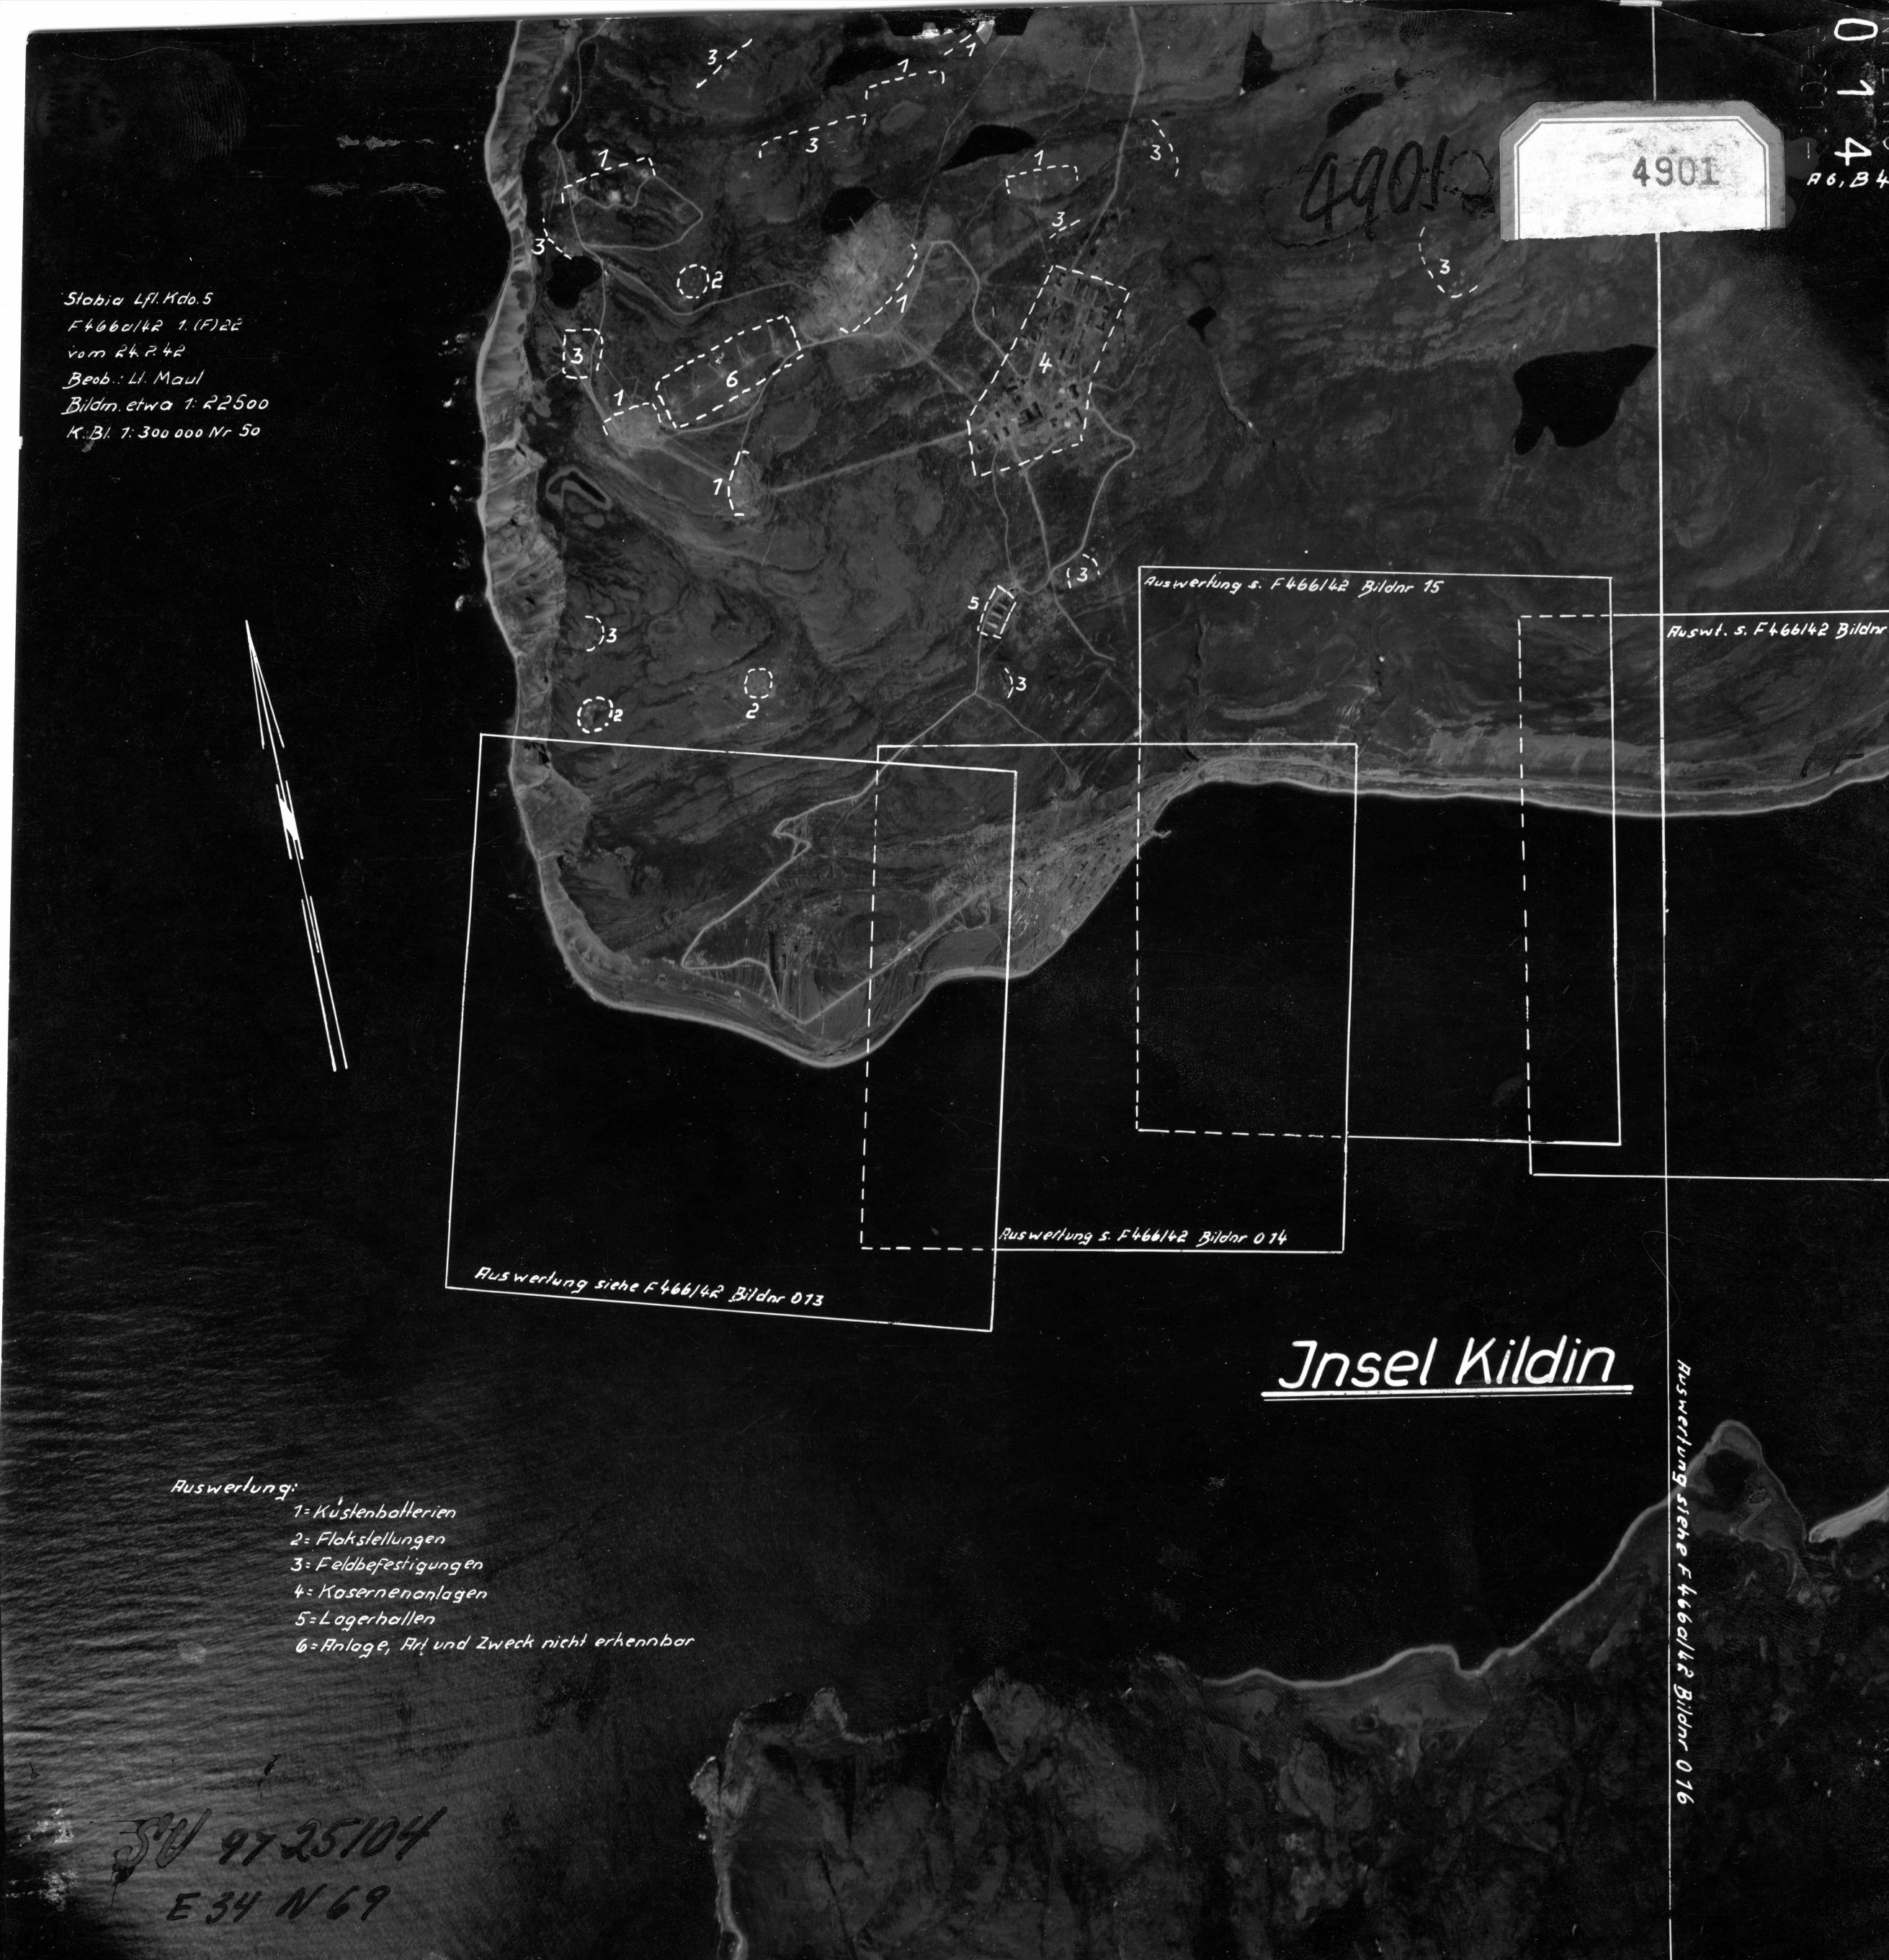 014
A6, B4
4901
4901
Stabia Lfl. Kdo. 5
F466a/42 1.(F)22
vom 24.7.42
Beob.: Lt. Maul
Bildm. etwa 1:22500
K.Bl. 1:300 000 Nr 50
3
1
1
3
1
3
1
3
3
2
1
3
3
6
4
1
1
3
5
3
3
2
2
Auswertung s. F466/42 Bildnr 15
Auswt. s. F466/42 Bildnr
Auswertung s. F466/42 Bildnr 014
Auswertung siehe F466/42 Bildnr 013
Jnsel Kildin
Auswertung siehe F466a/42 Bildnr 016
Auswertung:
1=Küstenbatterien
2=Flakstellungen
3=Feldbefestigungen
4=Kasernenanlagen
5=Lagerhallen
6=Anlage, Art und Zweck nicht erkennbar
SU 9725/04
E 34 N 69